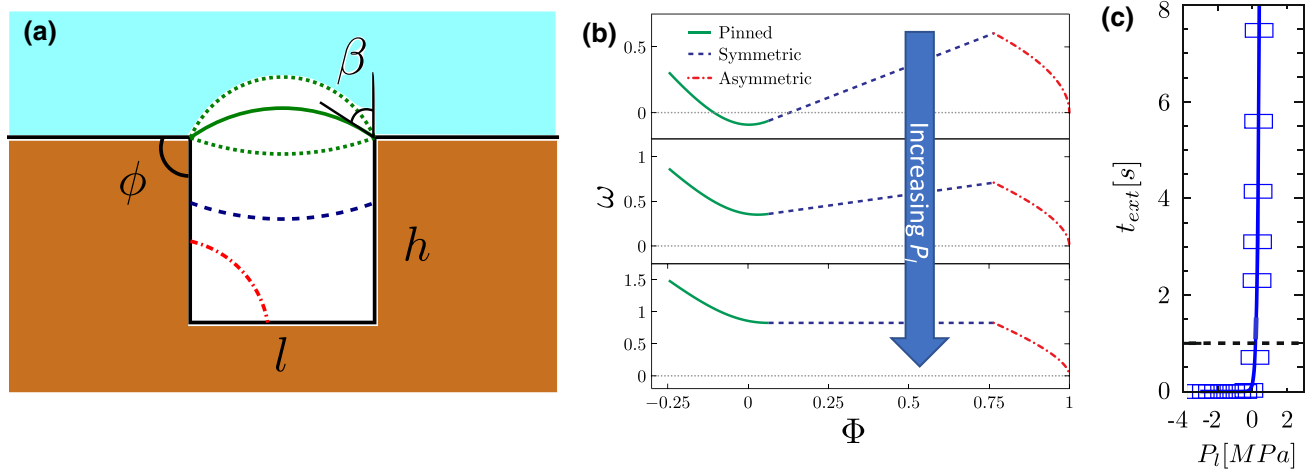 (a)
β
ϕ
h
l
(b)
Pinned
Symmetric
Asymmetric
Increasing P_l
ω
0.5
0
1
0.5
0
1.5
1
0.5
0
−0.25 0 0.25 0.5 0.75 1
Φ
(c)
t_ext[s]
8
6
4
2
0
-4 -2 0 2
P_l[MPa]